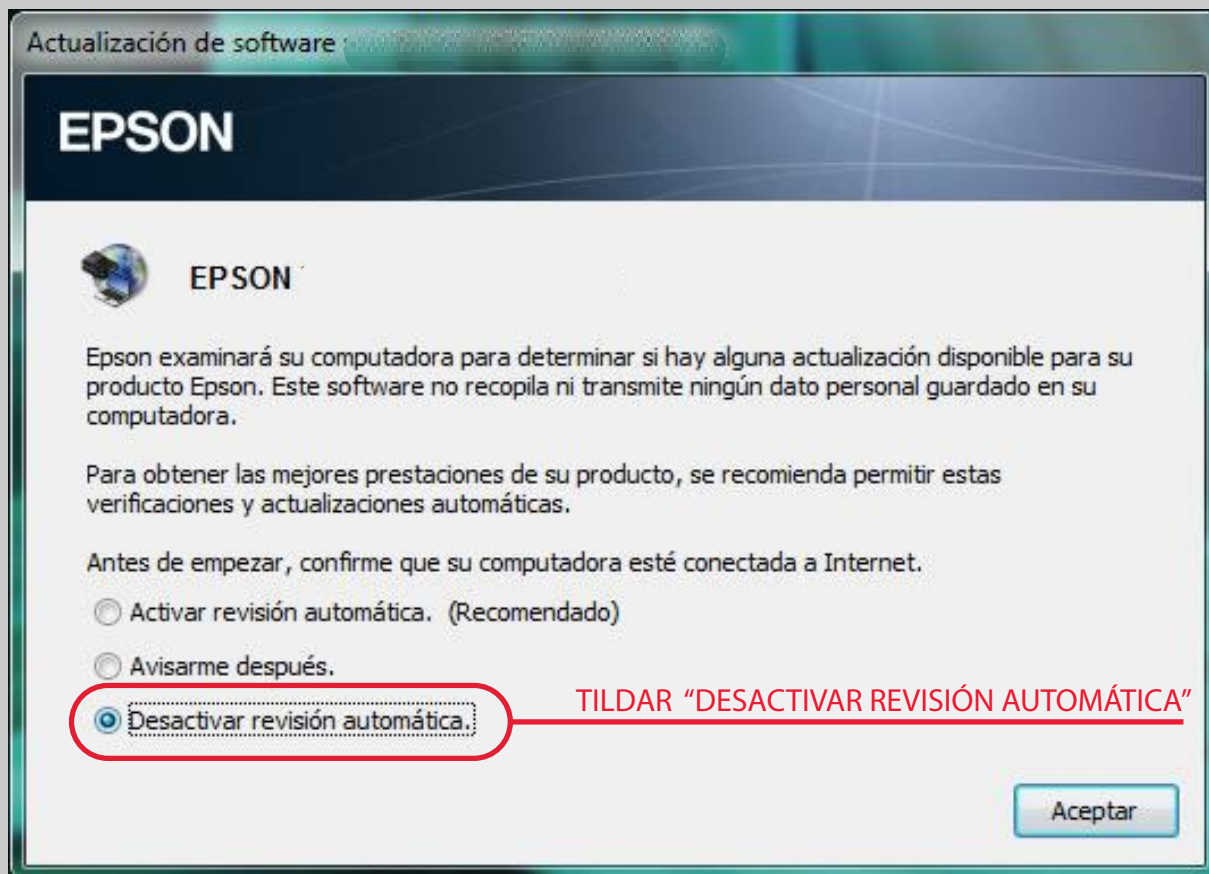 Actualización de software
EPSON
EPSON
Epson examinará su computadora para determinar si hay alguna actualización disponible para su
producto Epson. Este software no recopila ni transmite ningún dato personal guardado en su
computadora.
Para obtener las mejores prestaciones de su producto, se recomienda permitir estas
verificaciones y actualizaciones automáticas.
Antes de empezar, confirme que su computadora esté conectada a Internet.
Activar revisión automática. (Recomendado)
Avisarme después.
Desactivar revisión automática.
TILDAR “DESACTIVAR REVISIÓN AUTOMÁTICA”
Aceptar